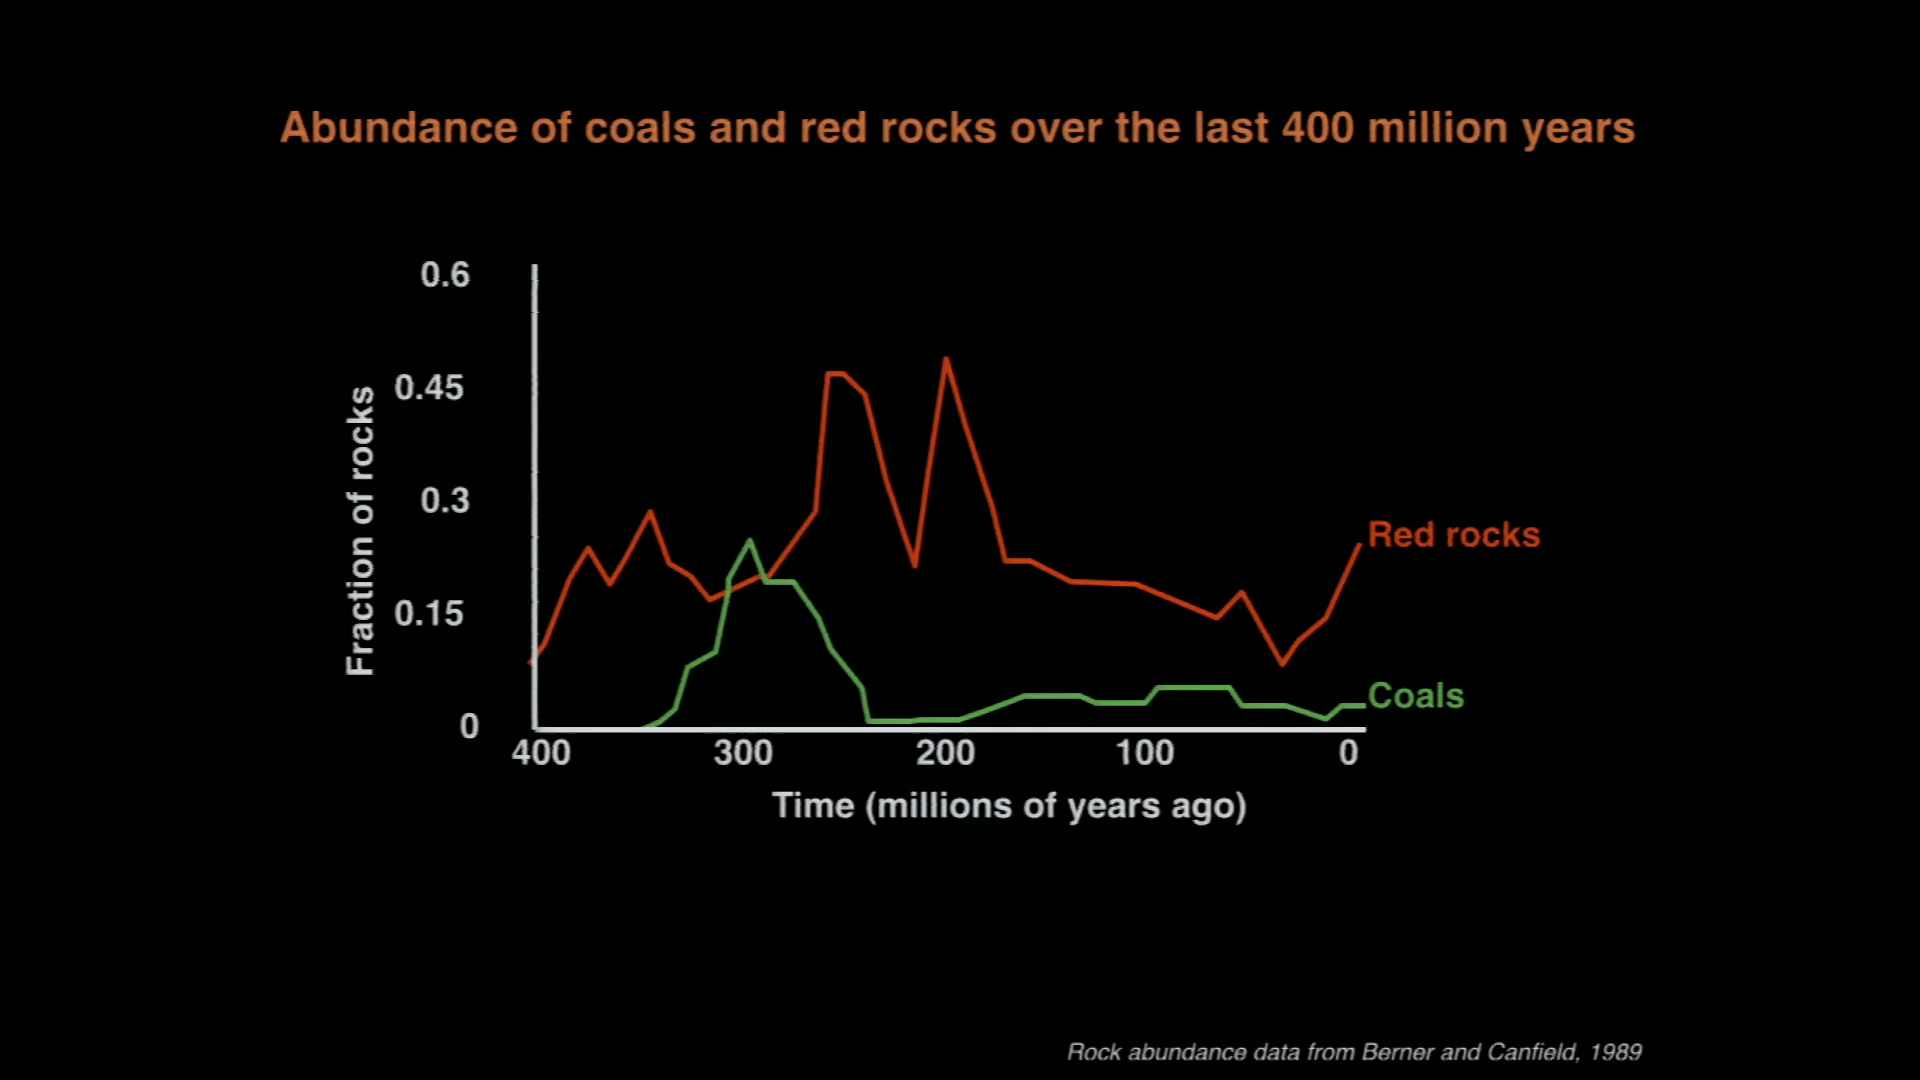 Abundance of coals and red rocks over the last 400 million years
0.6
0.45
0.3
0.15
0
Fraction of rocks
Red rocks
Coals
400 300 200 100 0
Time (millions of years ago)
Rock abundance data from Berner and Canfield, 1989